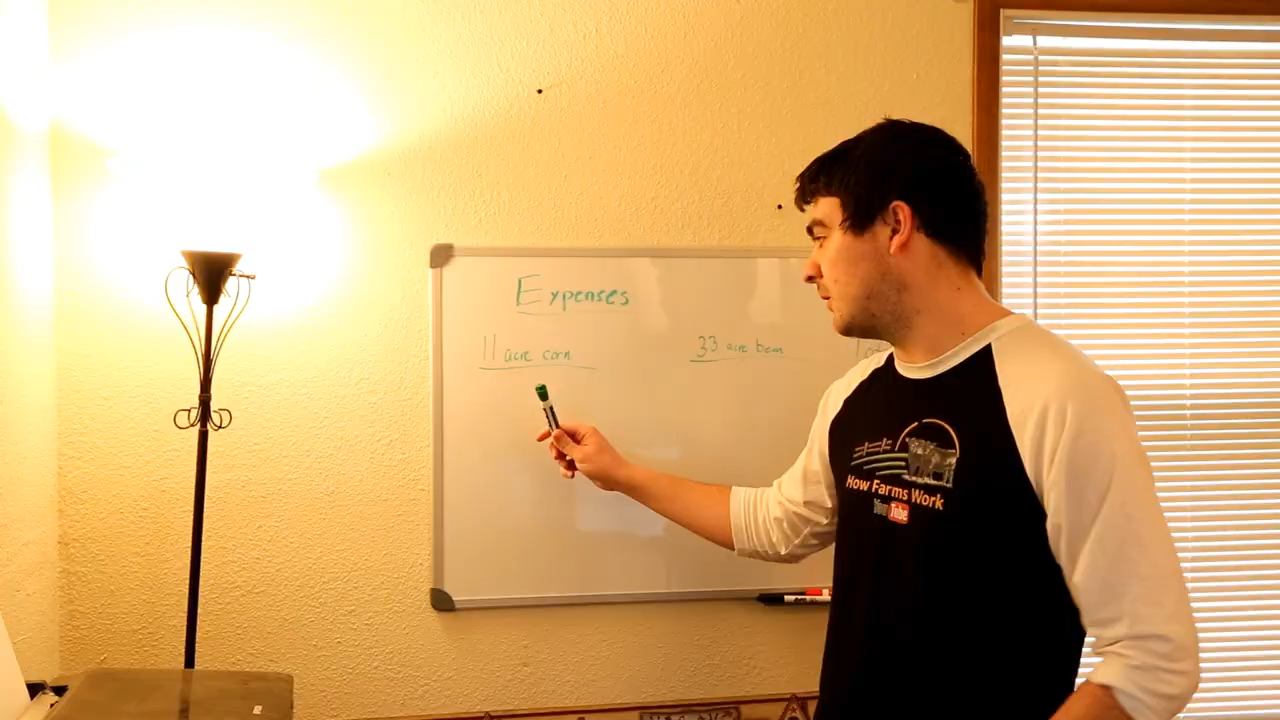 Expenses
11 acre corn
33 acre bean
How Farms Work
YouTube